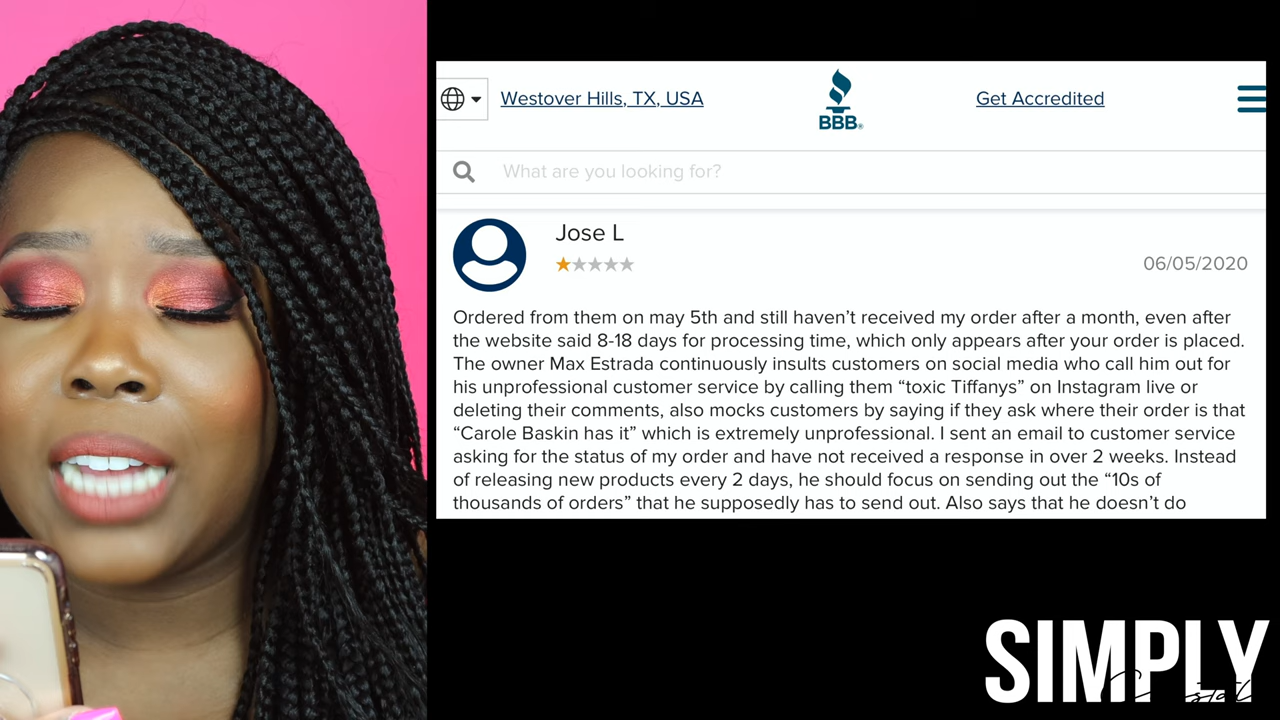 Westover Hills, TX, USA
BBB®
Get Accredited
What are you looking for?
Jose L
06/05/2020
Ordered from them on may 5th and still haven’t received my order after a month, even after
the website said 8-18 days for processing time, which only appears after your order is placed.
The owner Max Estrada continuously insults customers on social media who call him out for
his unprofessional customer service by calling them “toxic Tiffanys” on Instagram live or
deleting their comments, also mocks customers by saying if they ask where their order is that
“Carole Baskin has it” which is extremely unprofessional. I sent an email to customer service
asking for the status of my order and have not received a response in over 2 weeks. Instead
of releasing new products every 2 days, he should focus on sending out the “10s of
thousands of orders” that he supposedly has to send out. Also says that he doesn’t do
SIMPLY